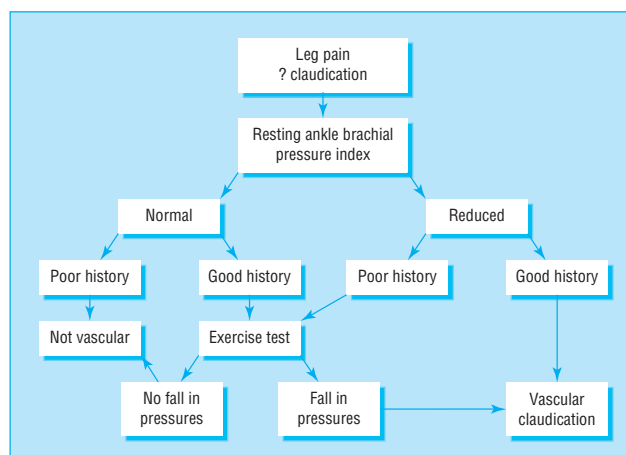 Leg pain
? claudication
Resting ankle brachial
pressure index
Normal
Reduced
Poor history
Good history
Poor history
Good history
Not vascular
Exercise test
No fall in
pressures
Fall in
pressures
Vascular
claudication